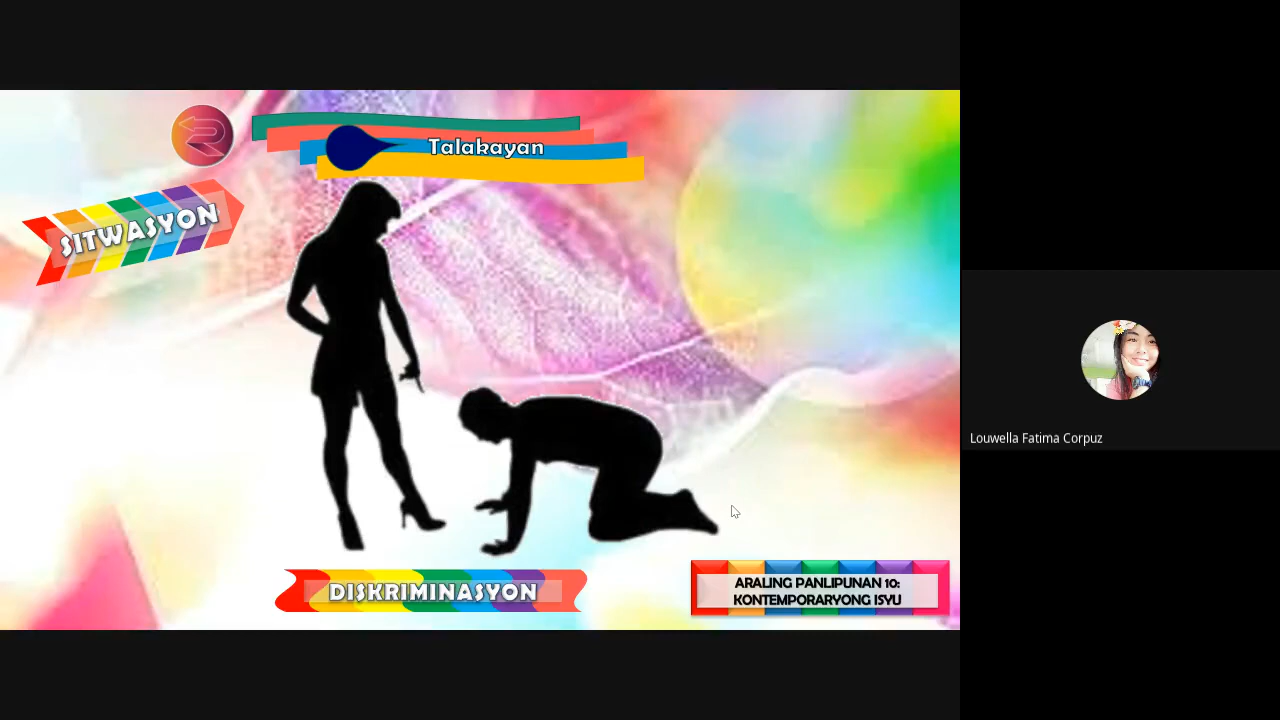 Talakayan
SITWASYON
DISKRIMINASYON
ARALING PANLIPUNAN 10:
KONTEMPORARYONG ISYU
Louwella Fatima Corpuz